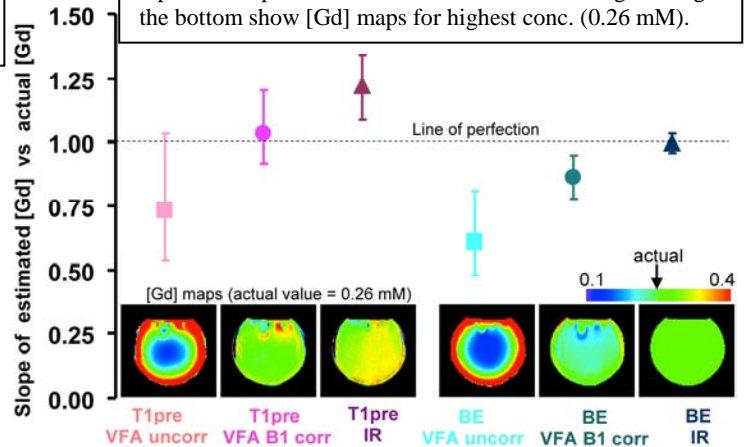 the bottom show [Gd] maps for highest conc. (0.26 mM).
Slope of estimated [Gd] vs actual [Gd]
1.50
1.25
1.00
0.75
0.50
0.25
0.00
Line of perfection
actual
0.1
0.4
[Gd] maps (actual value = 0.26 mM)
T1pre
VFA uncorr
T1pre
VFA B1 corr
T1pre
IR
BE
VFA uncorr
BE
VFA B1 corr
BE
IR